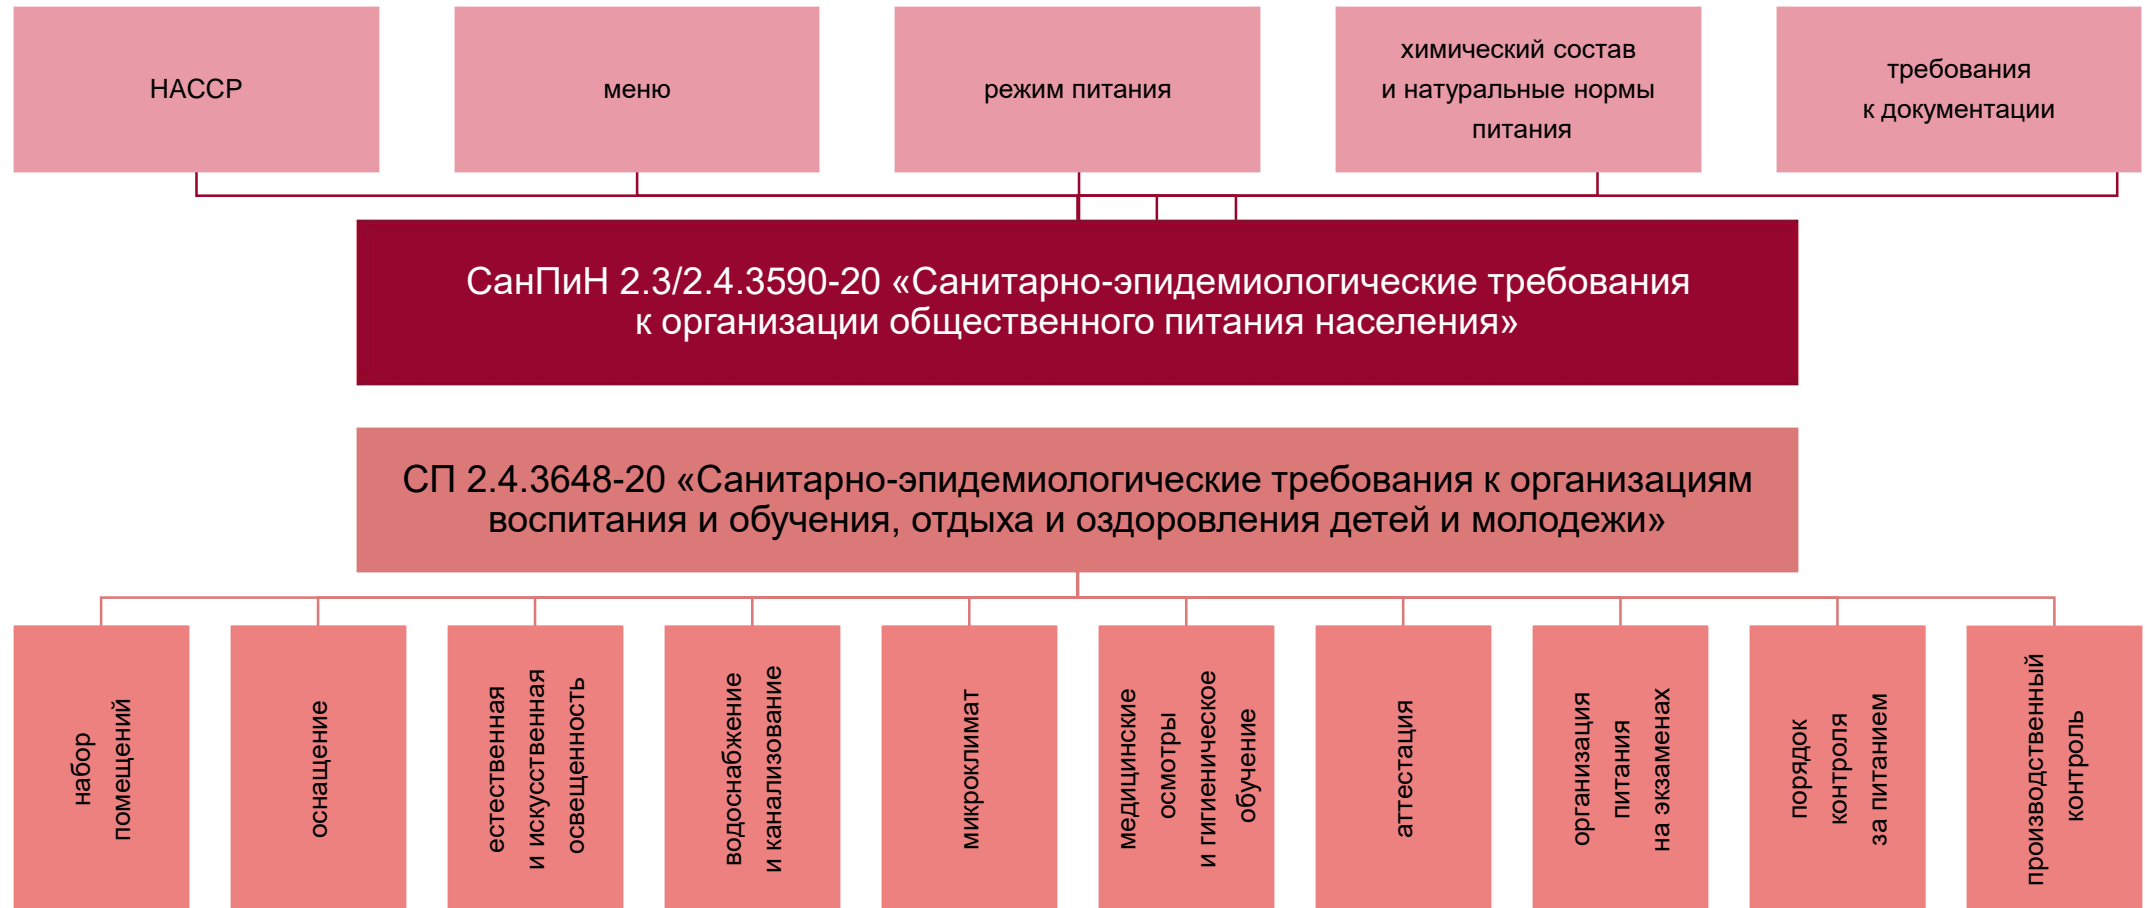 НАССР
меню
режим питания
химический состав
и натуральные нормы
питания
требования
к документации
СанПиН 2.3/2.4.3590-20 «Санитарно-эпидемиологические требования
к организации общественного питания населения»
СП 2.4.3648-20 «Санитарно-эпидемиологические требования к организациям
воспитания и обучения, отдыха и оздоровления детей и молодежи»
набор
помещений
оснащение
естественная
и искусственная
освещенность
водоснабжение
и канализование
микроклимат
медицинские
осмотры
и гигиеническое
обучение
аттестация
организация
питания
на экзаменах
порядок
контроля
за питанием
производственный
контроль